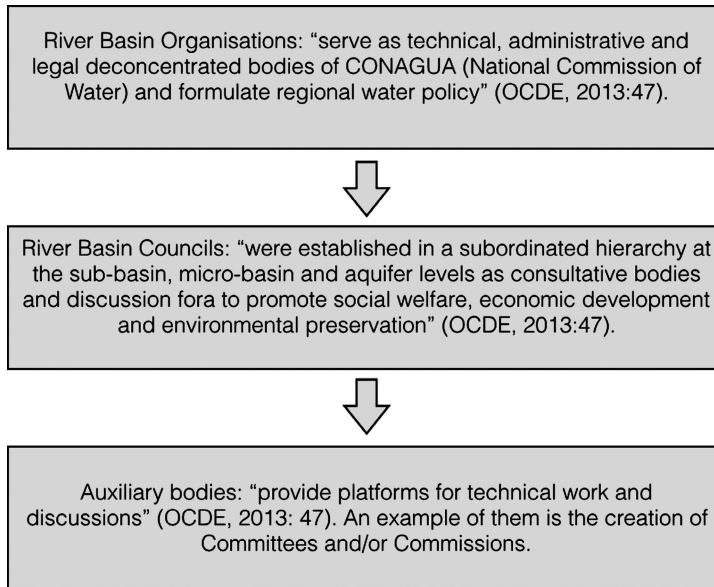 River Basin Organisations: “serve as technical, administrative and
legal deconcentrated bodies of CONAGUA (National Commission of
Water) and formulate regional water policy” (OCDE, 2013:47).
River Basin Councils: “were established in a subordinated hierarchy at
the sub-basin, micro-basin and aquifer levels as consultative bodies
and discussion fora to promote social welfare, economic development
and environmental preservation” (OCDE, 2013:47).
Auxiliary bodies: “provide platforms for technical work and
discussions” (OCDE, 2013: 47). An example of them is the creation of
Committees and/or Commissions.